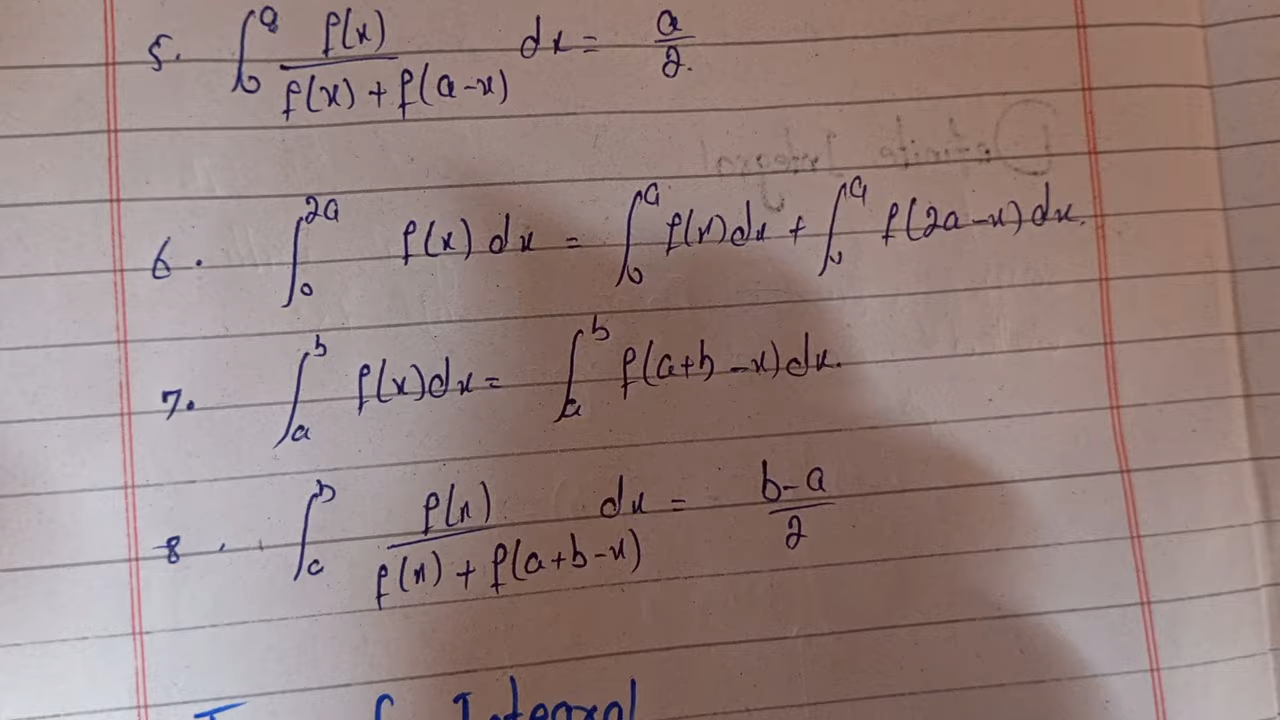 5. ∫₀ᵃ f(x) / (f(x) + f(a-x)) dx = a/2.
6. ∫₀²ᵃ f(x) dx = ∫₀ᵃ f(x)dx + ∫₀ᵃ f(2a-x)dx.
7. ∫ₐᵇ f(x)dx = ∫ₐᵇ f(a+b-x)dx.
8. ∫ₐᵇ f(x) / (f(x) + f(a+b-x)) dx = (b-a)/2
Integral